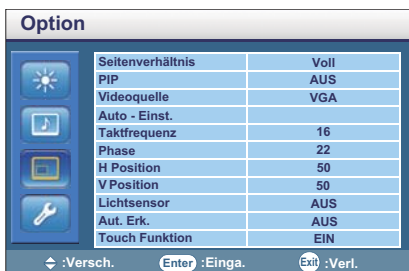 Option
Seitenverhältnis Voll
PIP AUS
Videoquelle VGA
Auto - Einst.
Taktfrequenz 16
Phase 22
H Position 50
V Position 50
Lichtsensor AUS
Aut. Erk. AUS
Touch Funktion EIN
:Versch. Enter :Einga. Exit :Verl.